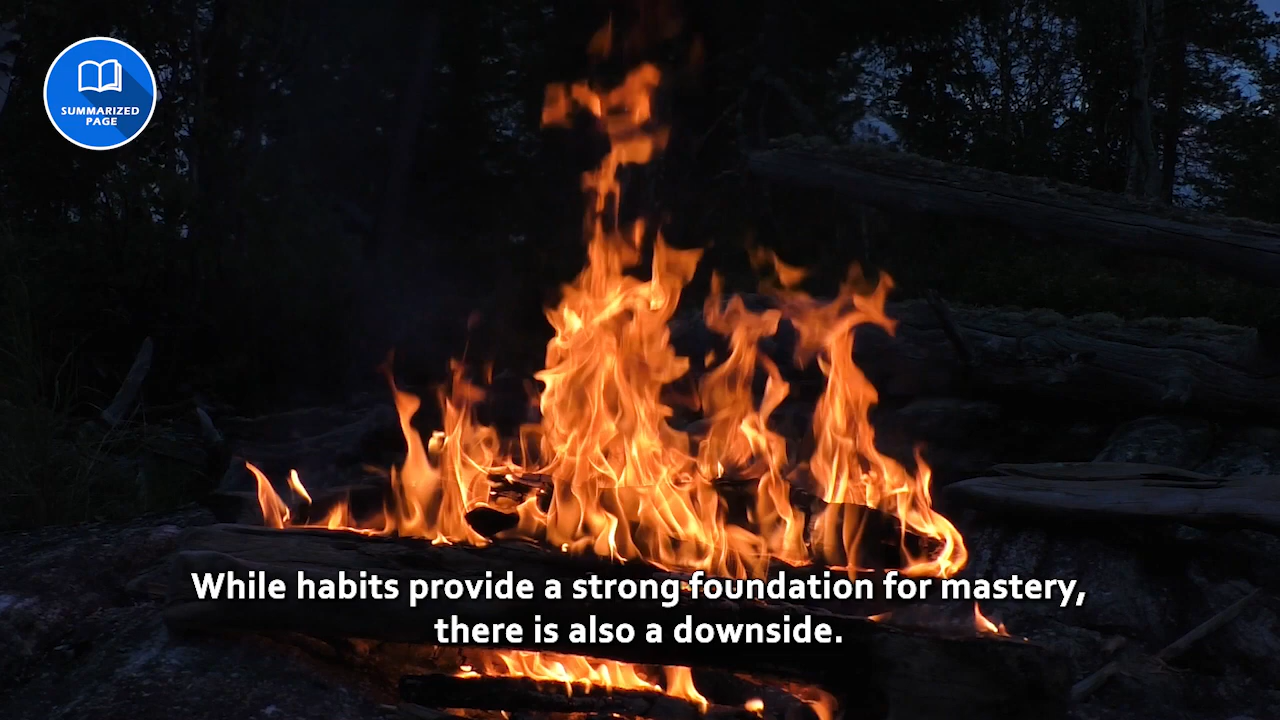 SUMMARIZED
PAGE
While habits provide a strong foundation for mastery,
there is also a downside.